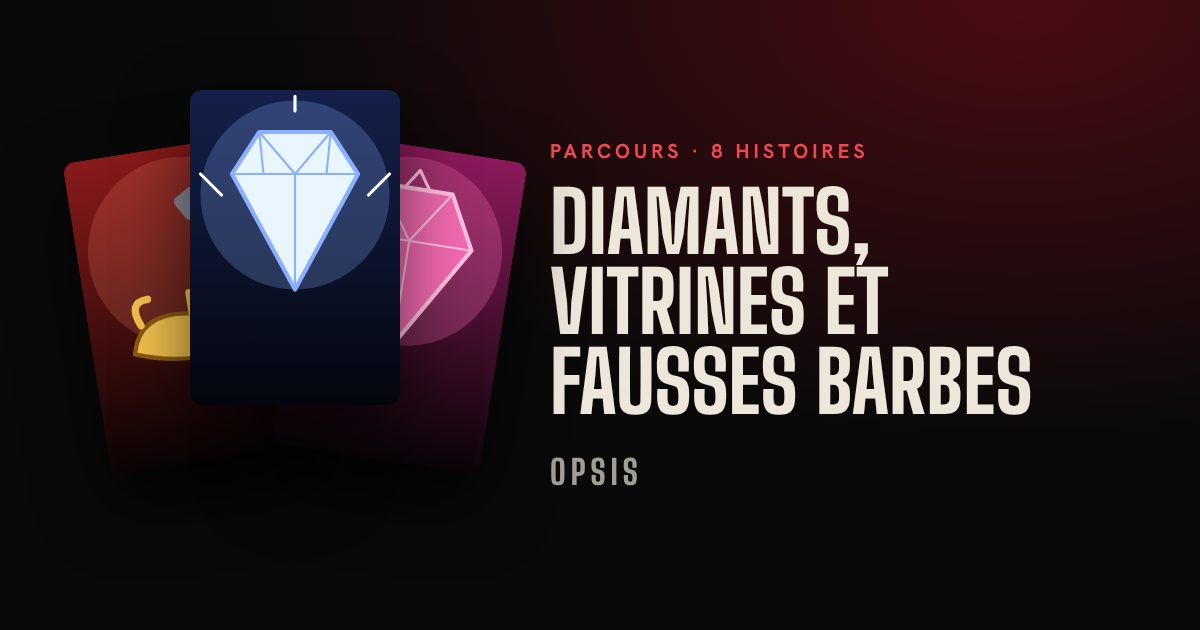 PARCOURS · 8 HISTOIRES
DIAMANTS,
VITRINES ET
FAUSSES BARBES
OPSIS